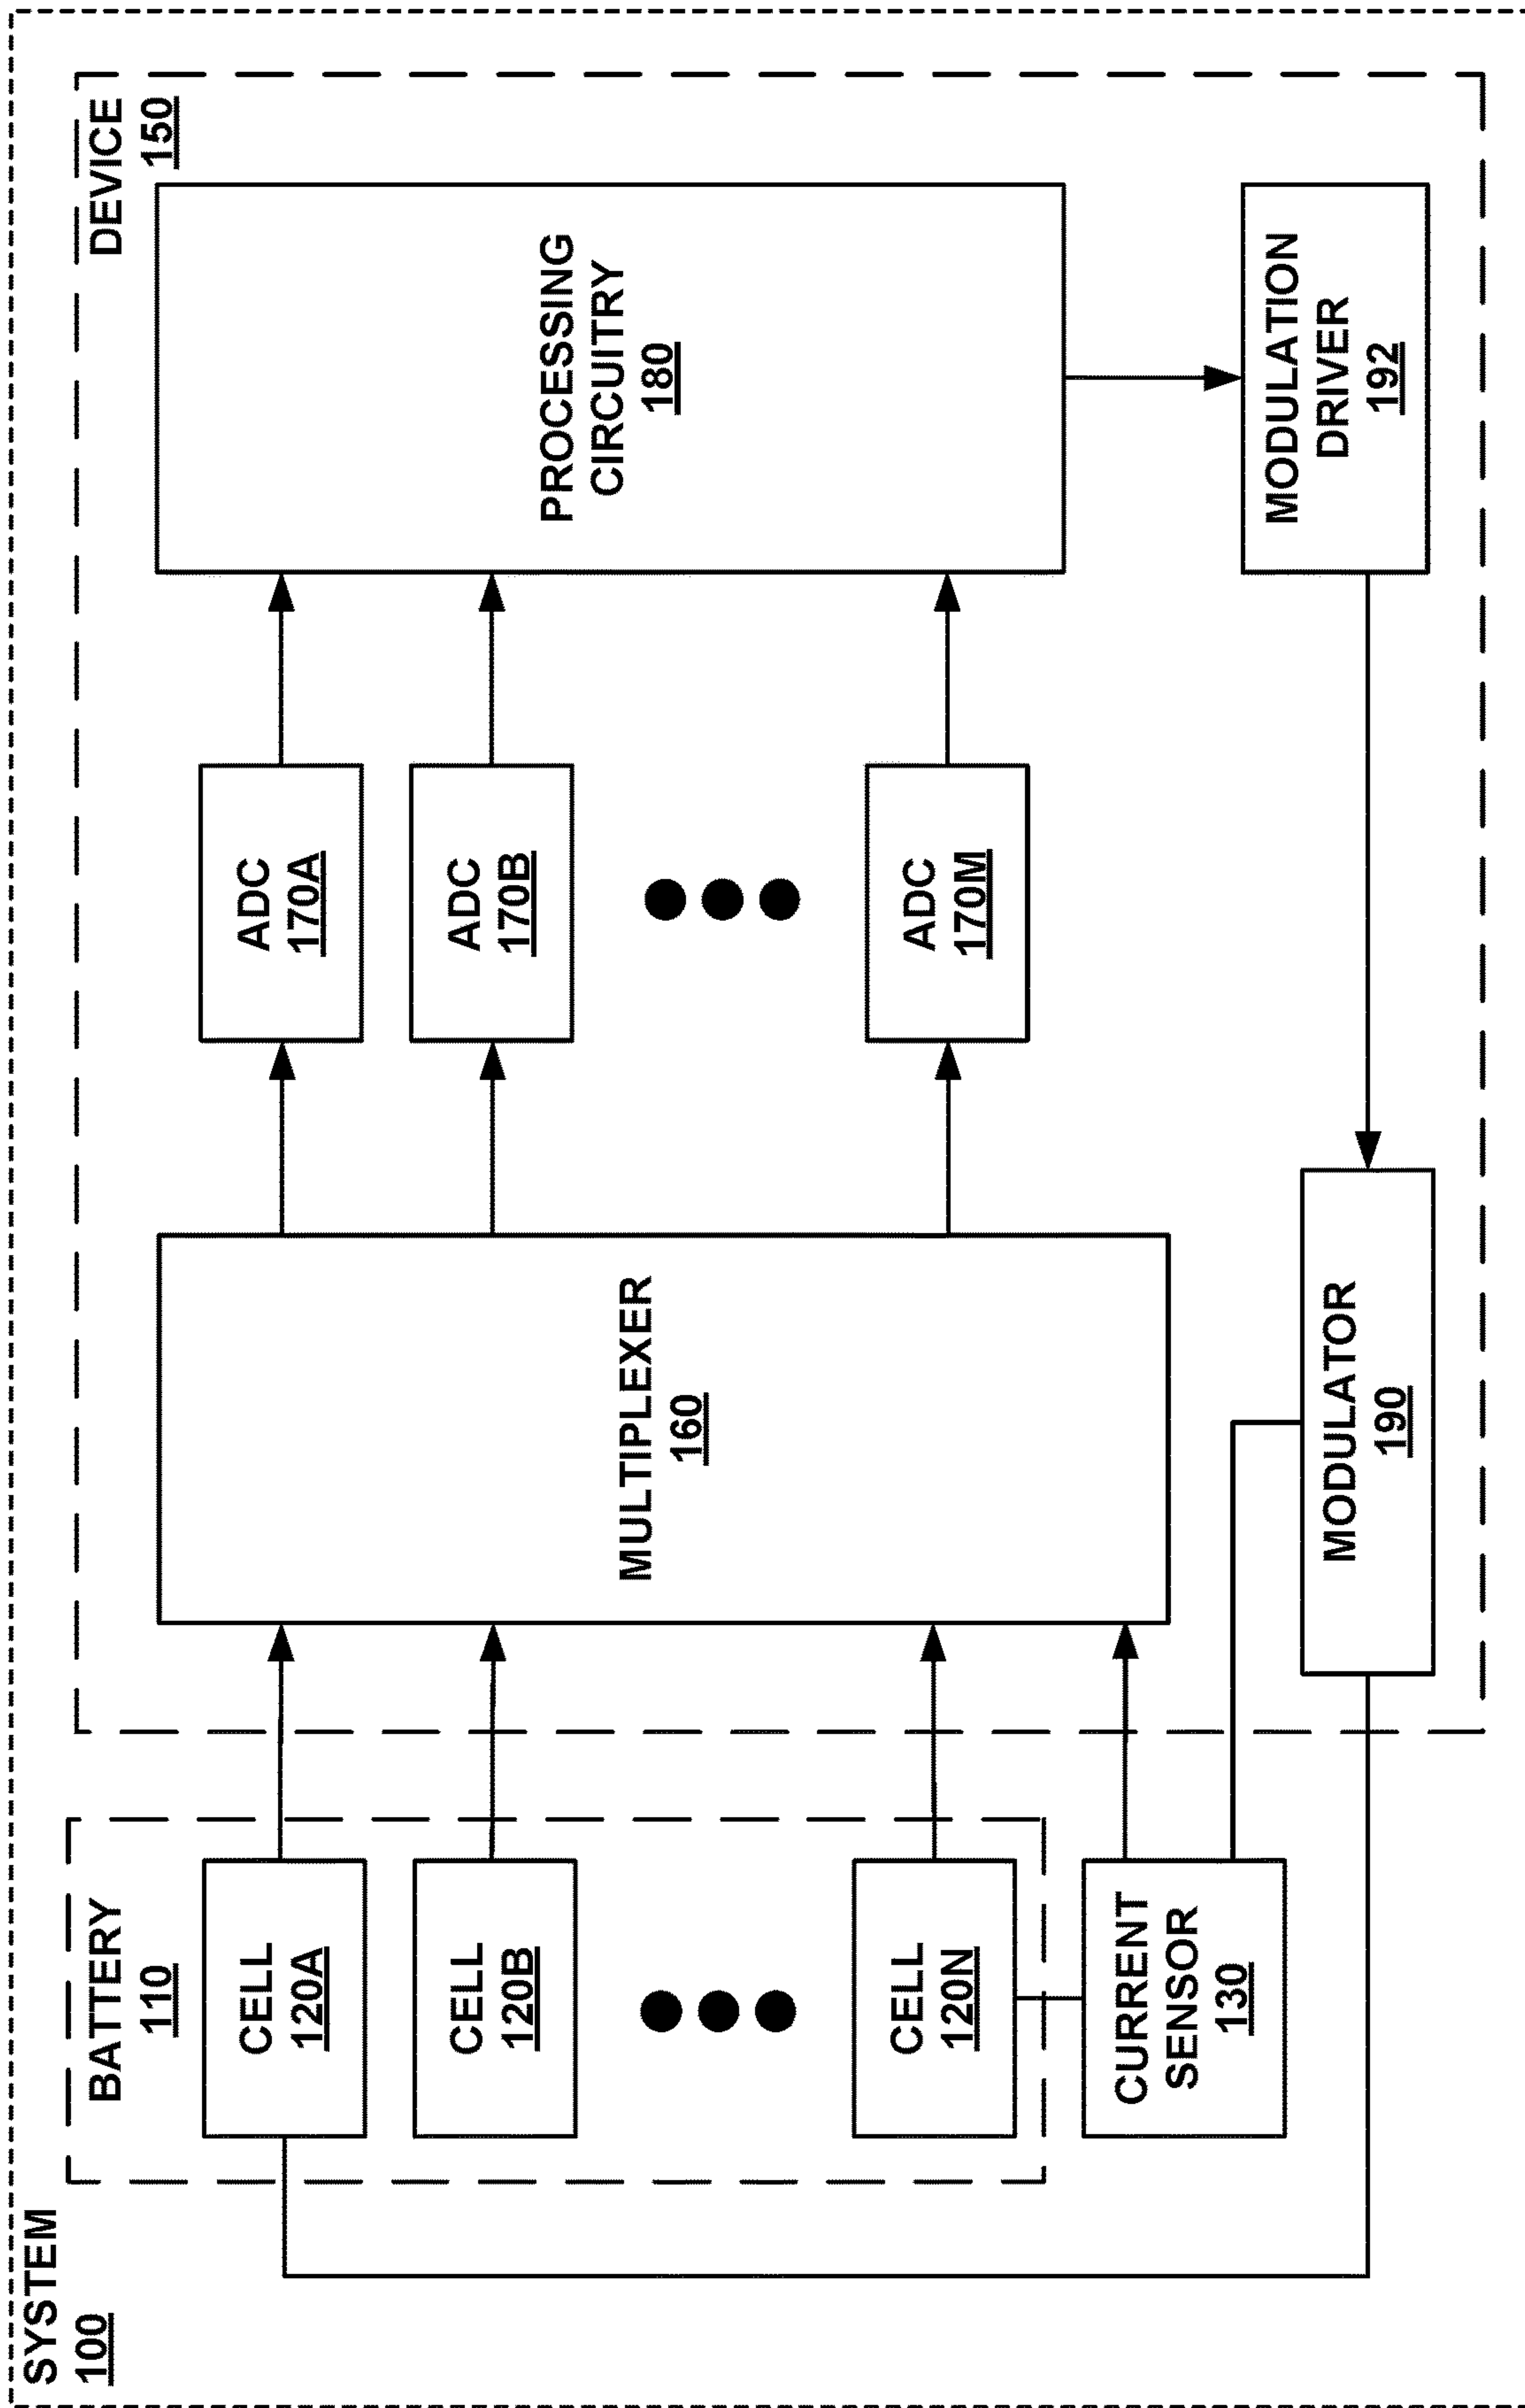 SYSTEM
100
BATTERY
110
CELL
120A
CELL
120B
CELL
120N
CURRENT
SENSOR
130
DEVICE
150
MULTIPLEXER
160
ADC
170A
ADC
170B
ADC
170M
PROCESSING
CIRCUITRY
180
MODULATOR
190
MODULATION
DRIVER
192